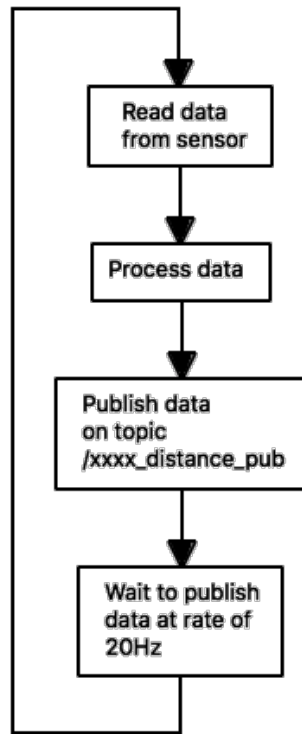 Read data
from sensor
Process data
Publish data
on topic
/xxxx_distance_pub
Wait to publish
data at rate of
20Hz